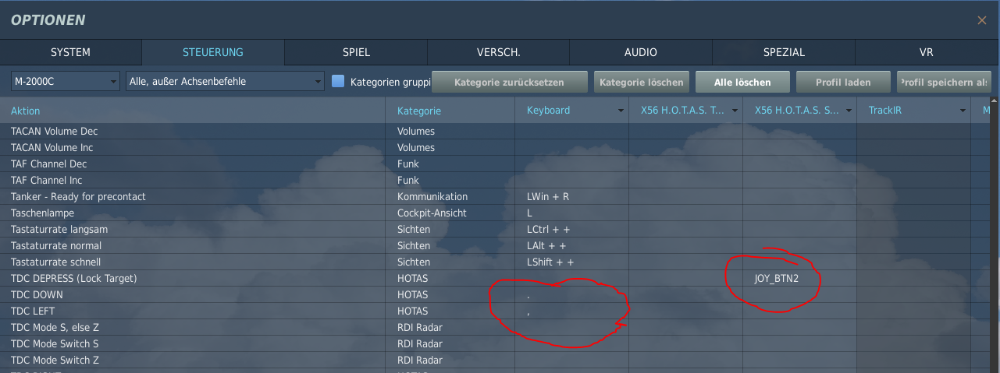 OPTIONEN
SYSTEM STEUERUNG SPIEL VERSCH. AUDIO SPEZIAL VR
M-2000C Alle, außer Achsenbefehle Kategorien gruppi Kategorie zurücksetzen Kategorie löschen Alle löschen Profil laden Profil speichern als
Aktion Kategorie Keyboard X56 H.O.T.A.S. T... X56 H.O.T.A.S. S... TrackIR M
TACAN Volume Dec Volumes
TACAN Volume Inc Volumes
TAF Channel Dec Funk
TAF Channel Inc Funk
Tanker - Ready for precontact Kommunikation LWin + R
Taschenlampe Cockpit-Ansicht L
Tastaturrate langsam Sichten LCtrl + +
Tastaturrate normal Sichten LAlt + +
Tastaturrate schnell Sichten LShift + +
TDC DEPRESS (Lock Target) HOTAS JOY_BTN2
TDC DOWN HOTAS .
TDC LEFT HOTAS ,
TDC Mode S, else Z RDI Radar
TDC Mode Switch S RDI Radar
TDC Mode Switch Z RDI Radar